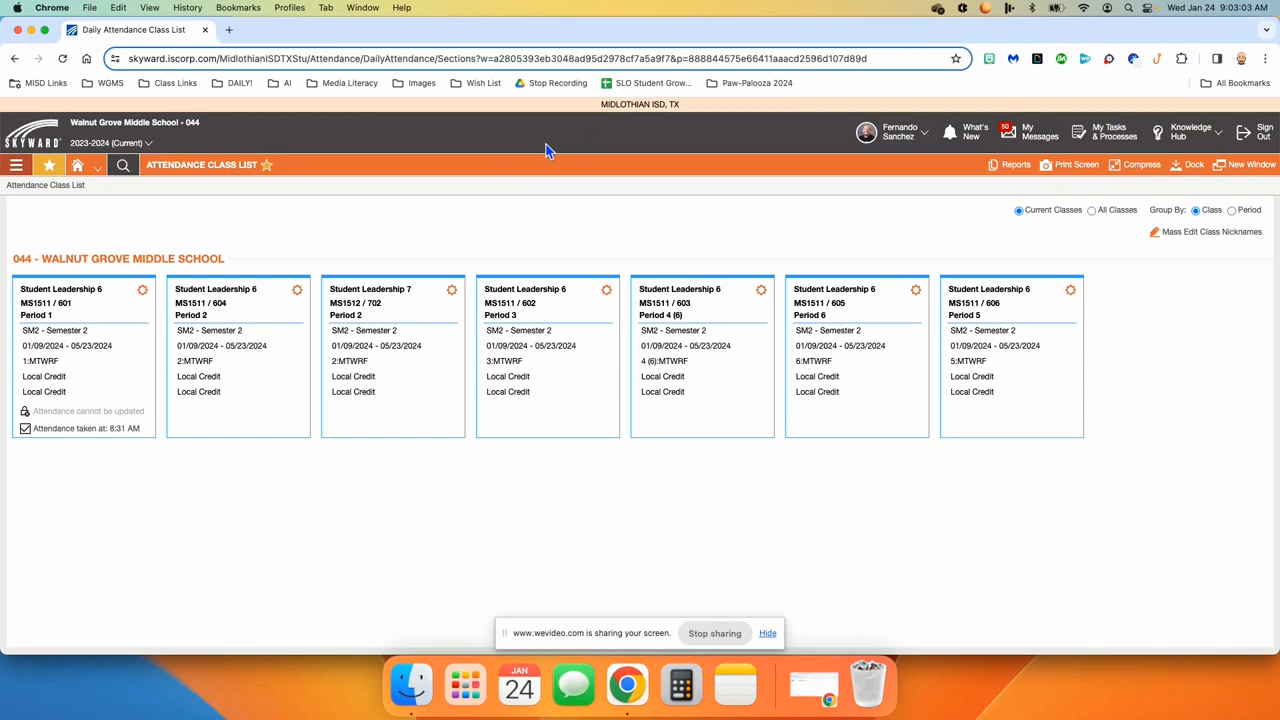 Chrome File Edit View History Bookmarks Profiles Tab Window Help Wed Jan 24 9:03:03 AM
Daily Attendance Class List
skyward.iscorp.com/MidlothianISDTXStu/Attendance/DailyAttendance/Sections?w=a2805393eb3048ad95d2978cf7a5a9f7&p=888844575e66411aaacd2596d107d89d
MISD Links WGMS Class Links DAILY! AI Media Literacy Images Wish List Stop Recording SLO Student Grow... Paw-Palooza 2024 All Bookmarks
MIDLOTHIAN ISD, TX
Walnut Grove Middle School - 044
2023-2024 (Current)
SKYWARD
Fernando Sanchez
What's New
50 My Messages
My Tasks & Processes
Knowledge Hub
Sign Out
ATTENDANCE CLASS LIST
Reports Print Screen Compress Dock New Window
Attendance Class List
Current Classes All Classes Group By: Class Period
Mass Edit Class Nicknames
044 - WALNUT GROVE MIDDLE SCHOOL
Student Leadership 6
MS1511 / 601
Period 1
SM2 - Semester 2
01/09/2024 - 05/23/2024
1:MTWRF
Local Credit
Local Credit
Attendance cannot be updated
Attendance taken at: 8:31 AM
Student Leadership 6
MS1511 / 604
Period 2
SM2 - Semester 2
01/09/2024 - 05/23/2024
2:MTWRF
Local Credit
Local Credit
Student Leadership 7
MS1512 / 702
Period 2
SM2 - Semester 2
01/09/2024 - 05/23/2024
2:MTWRF
Local Credit
Local Credit
Student Leadership 6
MS1511 / 602
Period 3
SM2 - Semester 2
01/09/2024 - 05/23/2024
3:MTWRF
Local Credit
Local Credit
Student Leadership 6
MS1511 / 603
Period 4 (6)
SM2 - Semester 2
01/09/2024 - 05/23/2024
4 (6):MTWRF
Local Credit
Local Credit
Student Leadership 6
MS1511 / 605
Period 6
SM2 - Semester 2
01/09/2024 - 05/23/2024
6:MTWRF
Local Credit
Local Credit
Student Leadership 6
MS1511 / 606
Period 5
SM2 - Semester 2
01/09/2024 - 05/23/2024
5:MTWRF
Local Credit
Local Credit
www.wevideo.com is sharing your screen. Stop sharing Hide
JAN
24